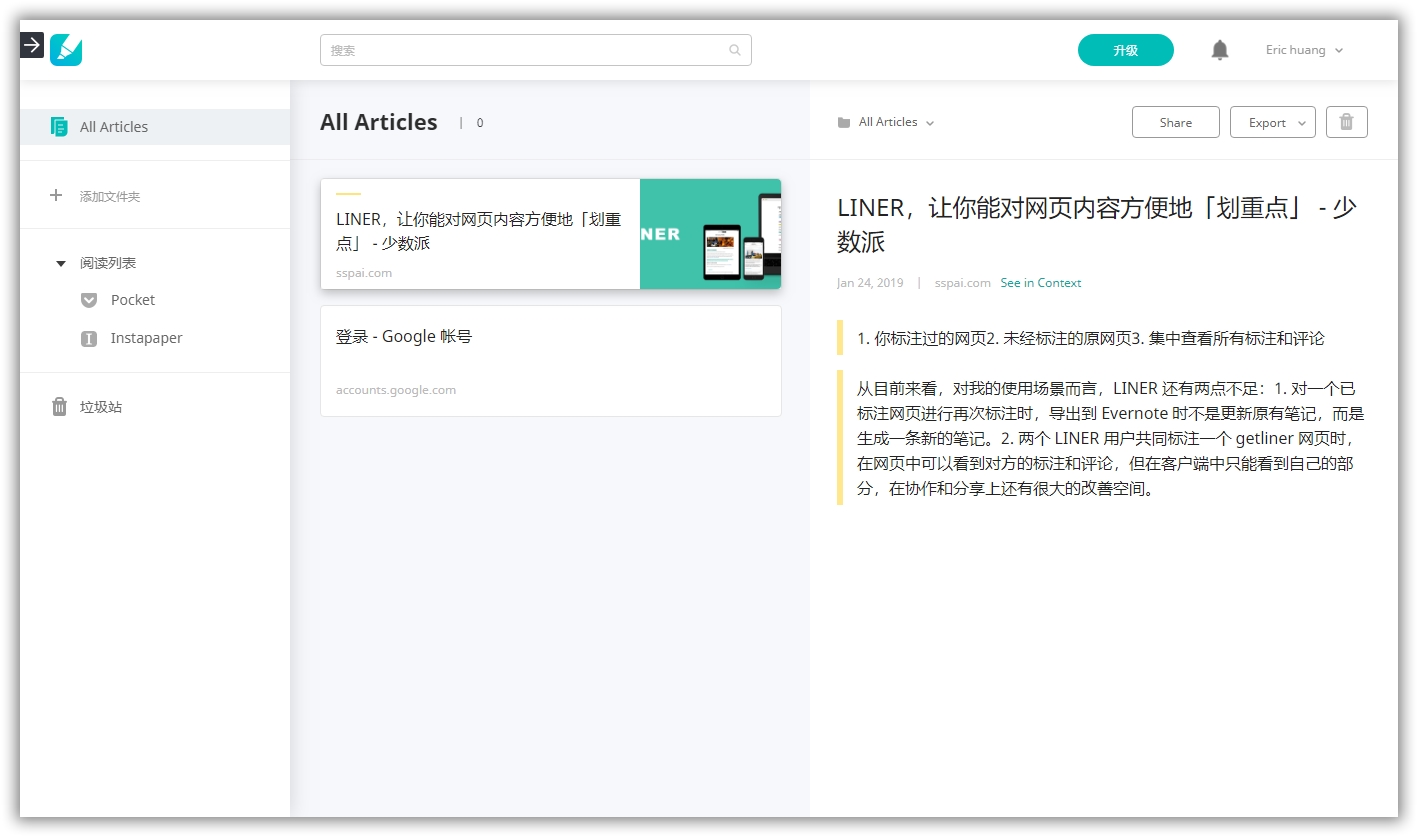 搜索
升级
Eric huang
All Articles
添加文件夹
阅读列表
Pocket
Instapaper
垃圾站
All Articles | 0
LINER，让你能对网页内容方便地「划重
点」 - 少数派
sspai.com
NER
登录 - Google 帐号
accounts.google.com
All Articles
Share
Export
LINER，让你能对网页内容方便地「划重点」 - 少
数派
Jan 24, 2019 | sspai.com See in Context
1. 你标注过的网页2. 未经标注的原网页3. 集中查看所有标注和评论
从目前来看，对我的使用场景而言，LINER 还有两点不足：1. 对一个已
标注网页进行再次标注时，导出到 Evernote 时不是更新原有笔记，而是
生成一条新的笔记。2. 两个 LINER 用户共同标注一个 getliner 网页时，
在网页中可以看到对方的标注和评论，但在客户端中只能看到自己的部
分，在协作和分享上还有很大的改善空间。